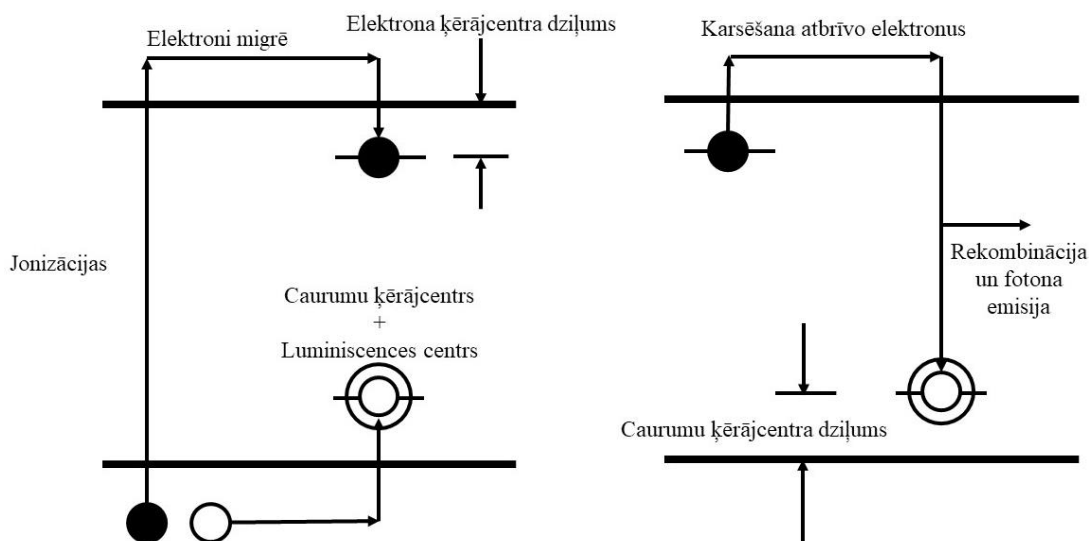 Elektroni migrē
Elektrona ķērājcentra dziļums
Jonizācijas
Caurumu ķērājcentrs
+
Luminiscences centrs
Karsēšana atbrīvo elektronus
Rekombinācija
un fotona
emisija
Caurumu ķērājcentra dziļums